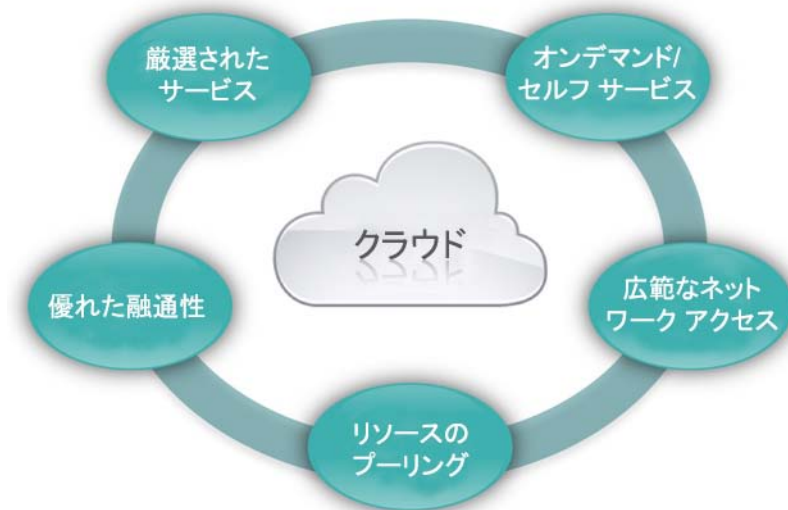 厳選された
サービス
オンデマンド/
セルフ サービス
クラウド
優れた融通性
広範なネット
ワーク アクセス
リソースの
プーリング